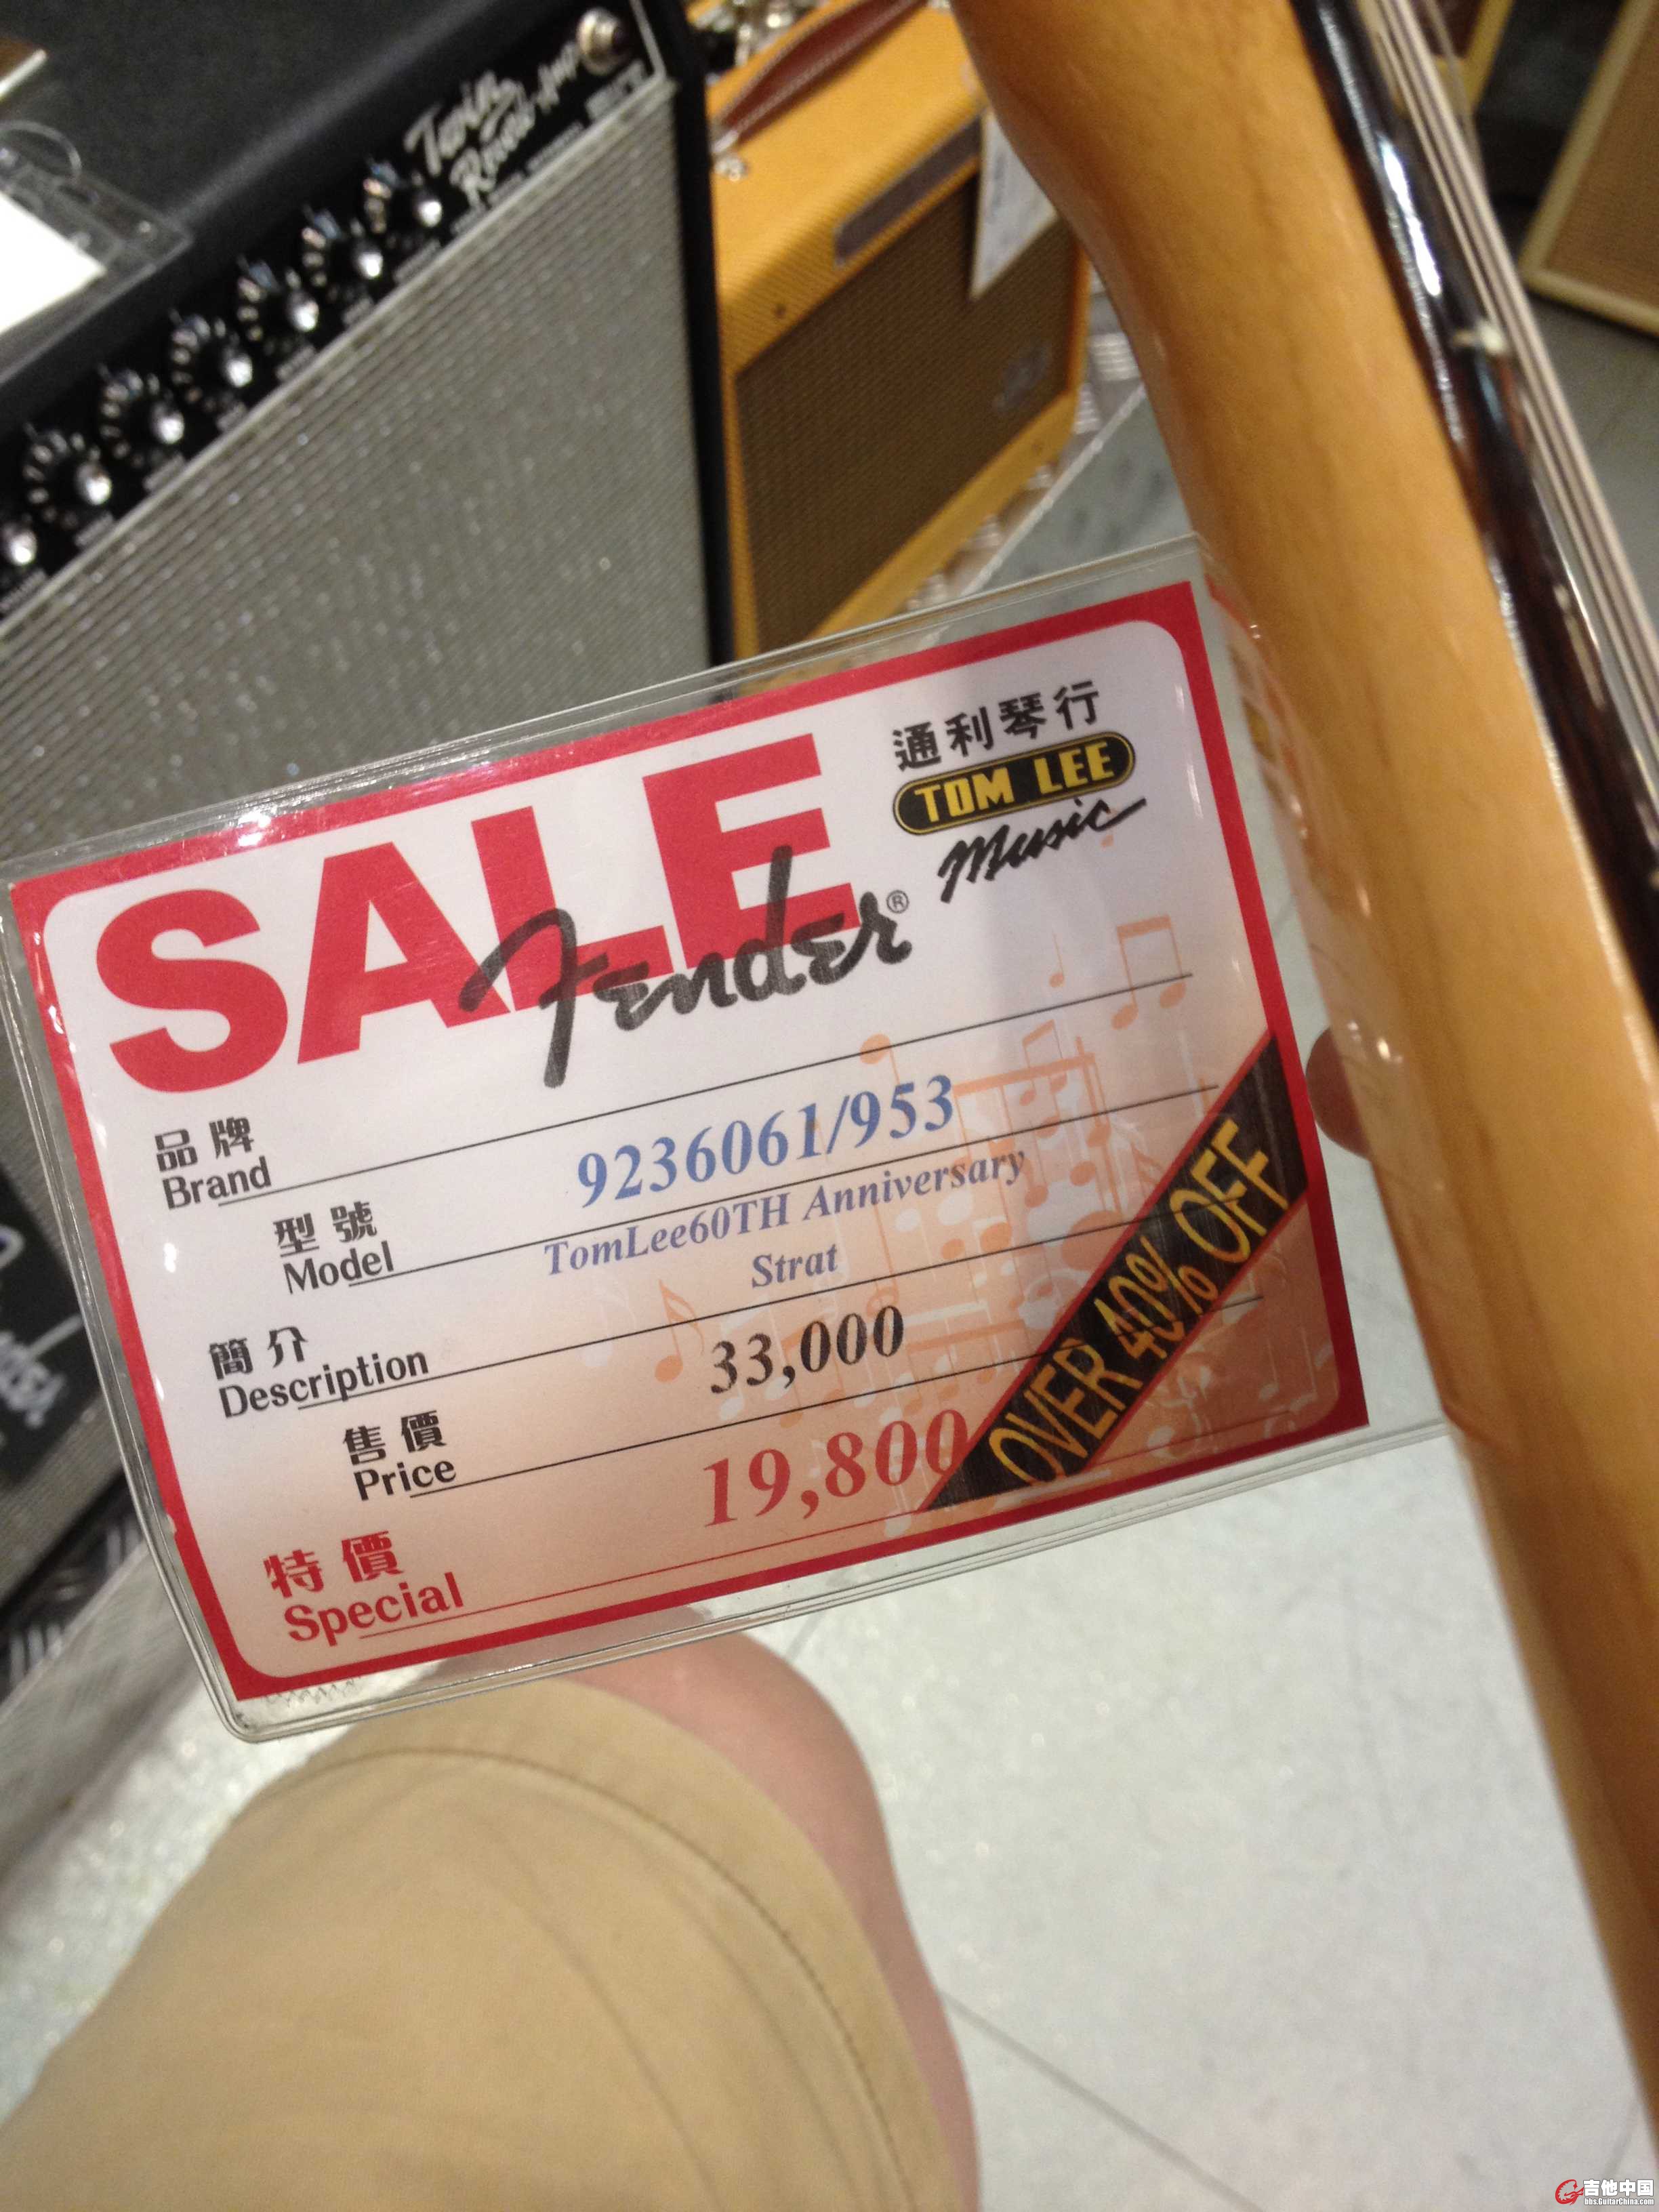 Twin
Reverb-Amp
通利琴行
TOM LEE
Music
SALE
Fender®
品牌
Brand
9236061/953
型號
Model
TomLee60TH Anniversary
Strat
簡介
Description
33,000
售價
Price
19,800
特價
Special
OVER 40% OFF
吉他中国
bbs.GuitarChina.com